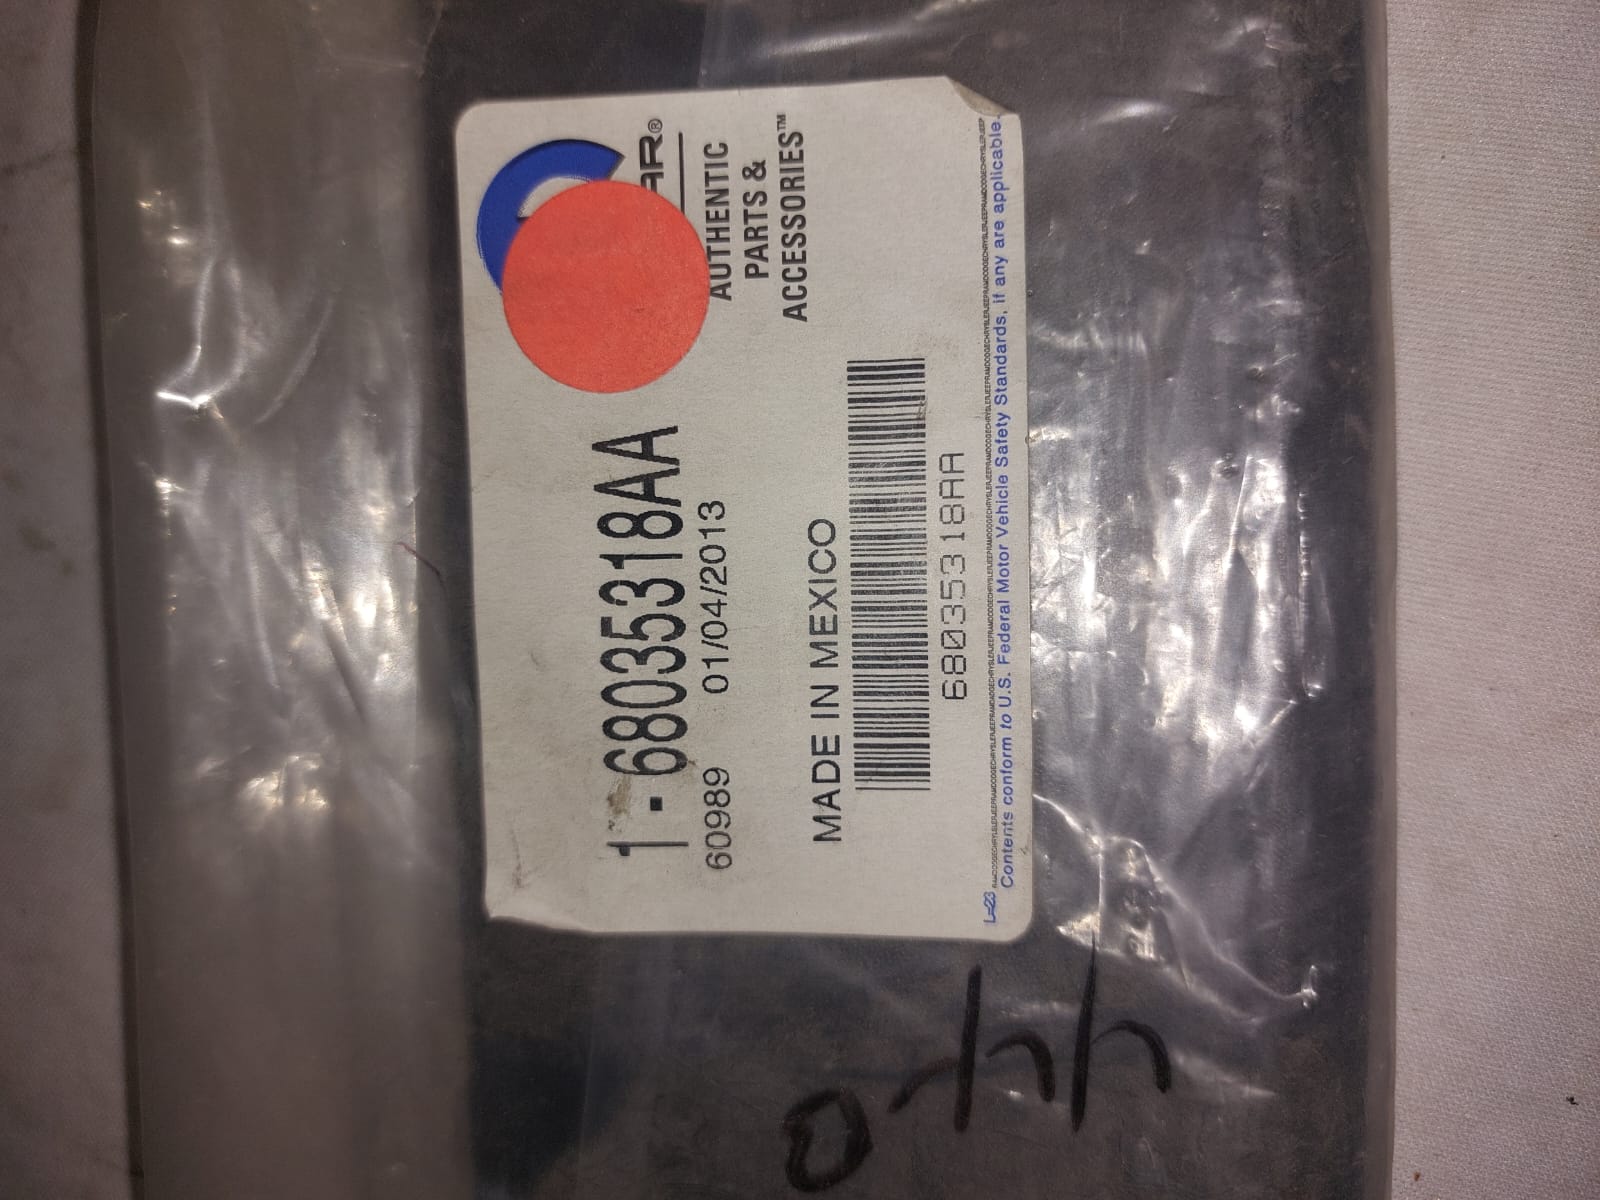 AR®
AUTHENTIC
PARTS &
ACCESSORIES™
1-68035318AA
60989 01/04/2013
MADE IN MEXICO
68035318AA
L-23
Contents conform to U.S. Federal Motor Vehicle Safety Standards, if any are applicable.